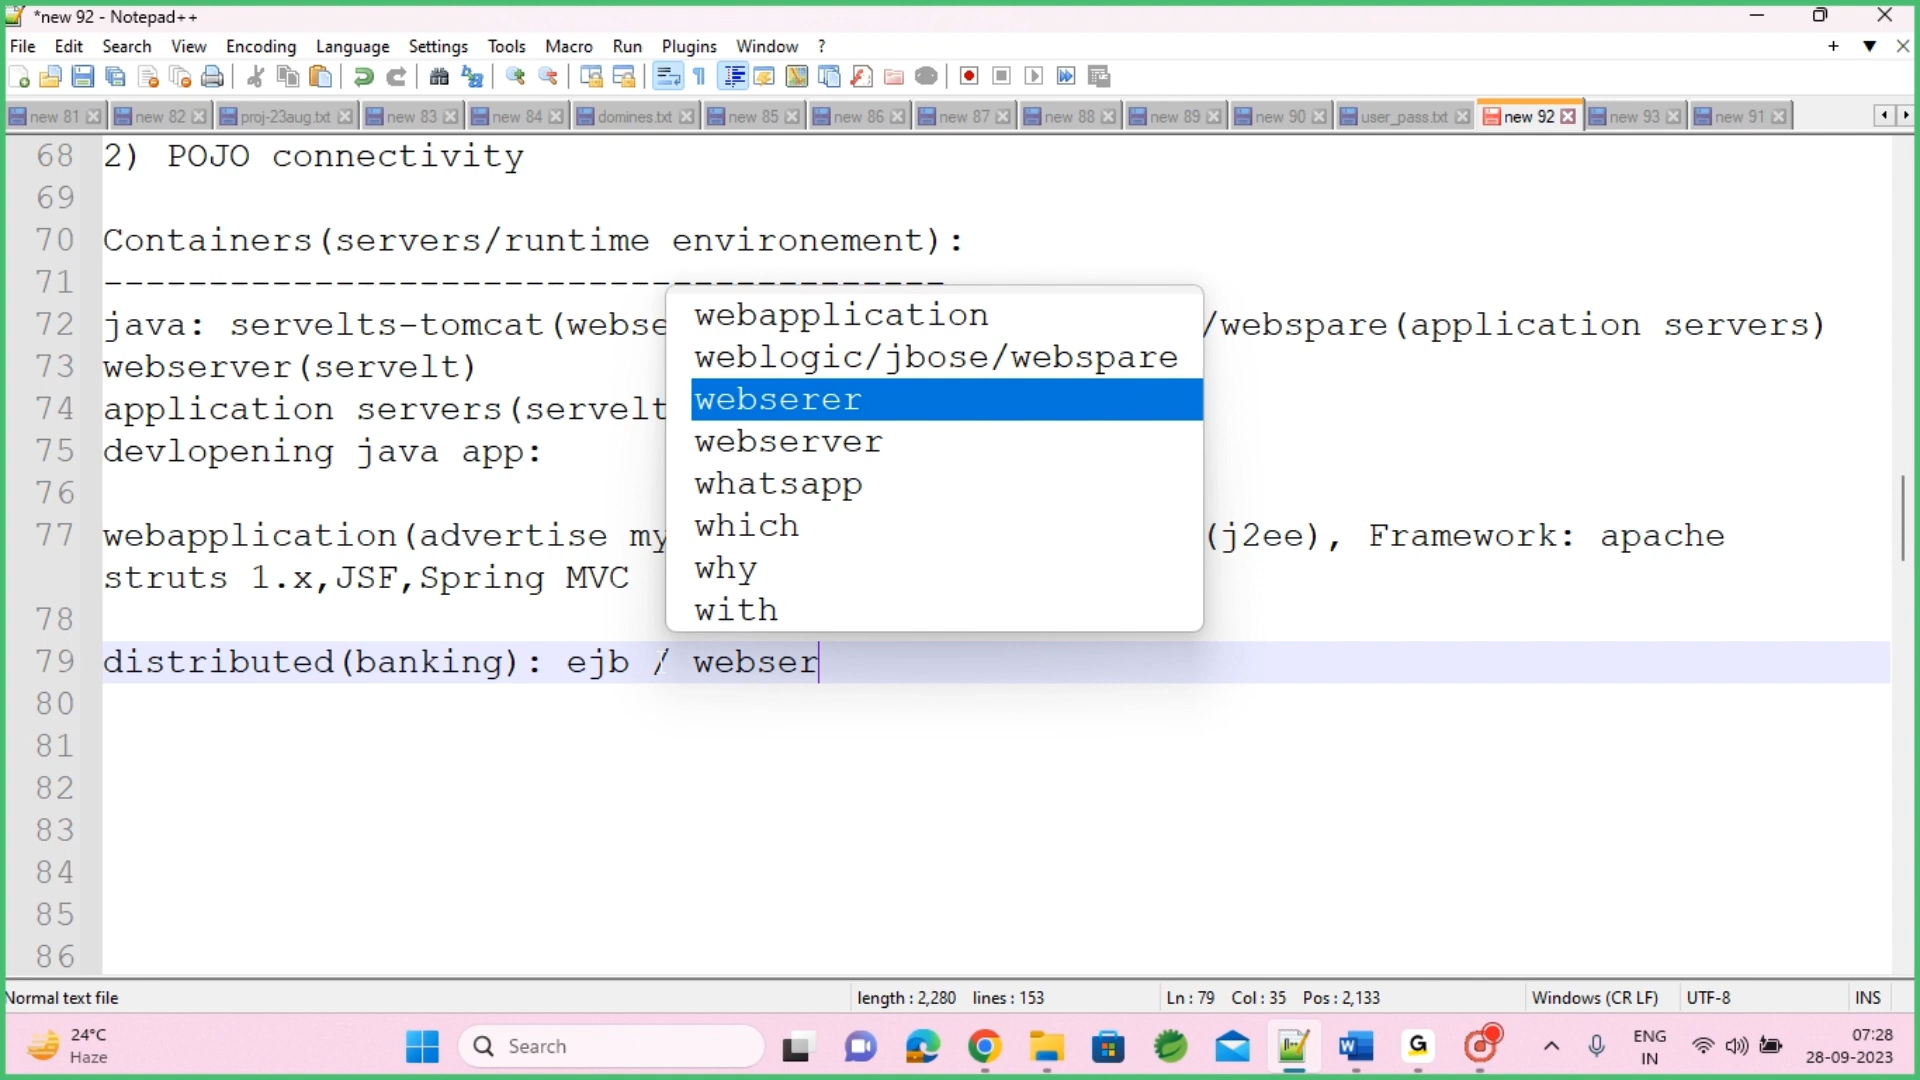 *new 92 - Notepad++
File Edit Search View Encoding Language Settings Tools Macro Run Plugins Window ?
new 81 new 82 proj-23aug.txt new 83 new 84 domines.txt new 85 new 86 new 87 new 88 new 89 new 90 user_pass.txt new 92 new 93 new 91
68 2) POJO connectivity
69
70 Containers(servers/runtime environement):
71 ----------------------------------------
72 java: servelts-tomcat(webse /webspare(application servers)
73 webserver(servelt)
74 application servers(servelt
75 devlopening java app:
76
77 webapplication(advertise my (j2ee), Framework: apache
struts 1.x,JSF,Spring MVC
78
79 distributed(banking): ejb / webser
80
81
82
83
84
85
86
webapplication
weblogic/jbose/webspare
webserer
webserver
whatsapp
which
why
with
Normal text file length : 2,280 lines : 153 Ln : 79 Col : 35 Pos : 2,133 Windows (CR LF) UTF-8 INS
24°C
Haze
Search
ENG
IN
07:28
28-09-2023